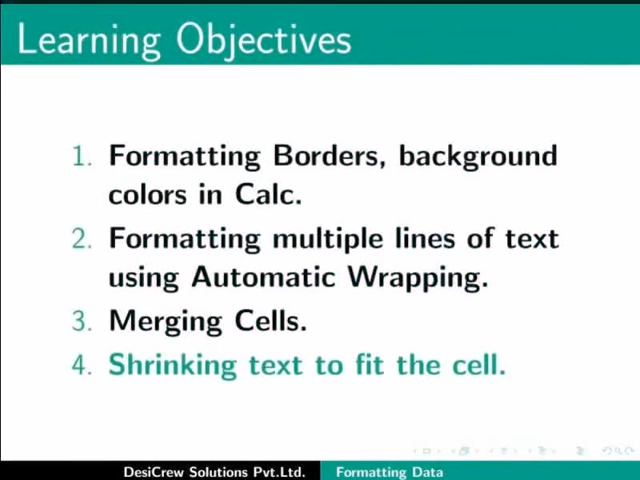 Learning Objectives
1. Formatting Borders, background
colors in Calc.
2. Formatting multiple lines of text
using Automatic Wrapping.
3. Merging Cells.
4. Shrinking text to fit the cell.
DesiCrew Solutions Pvt.Ltd. Formatting Data